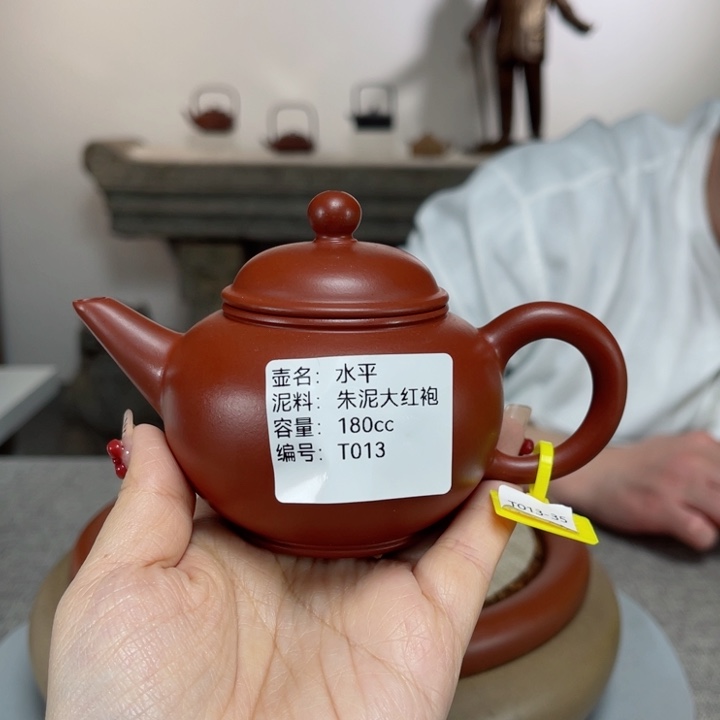 壶名： 水平
泥料： 朱泥大红袍
容量： 180cc
编号： T013
T013-35